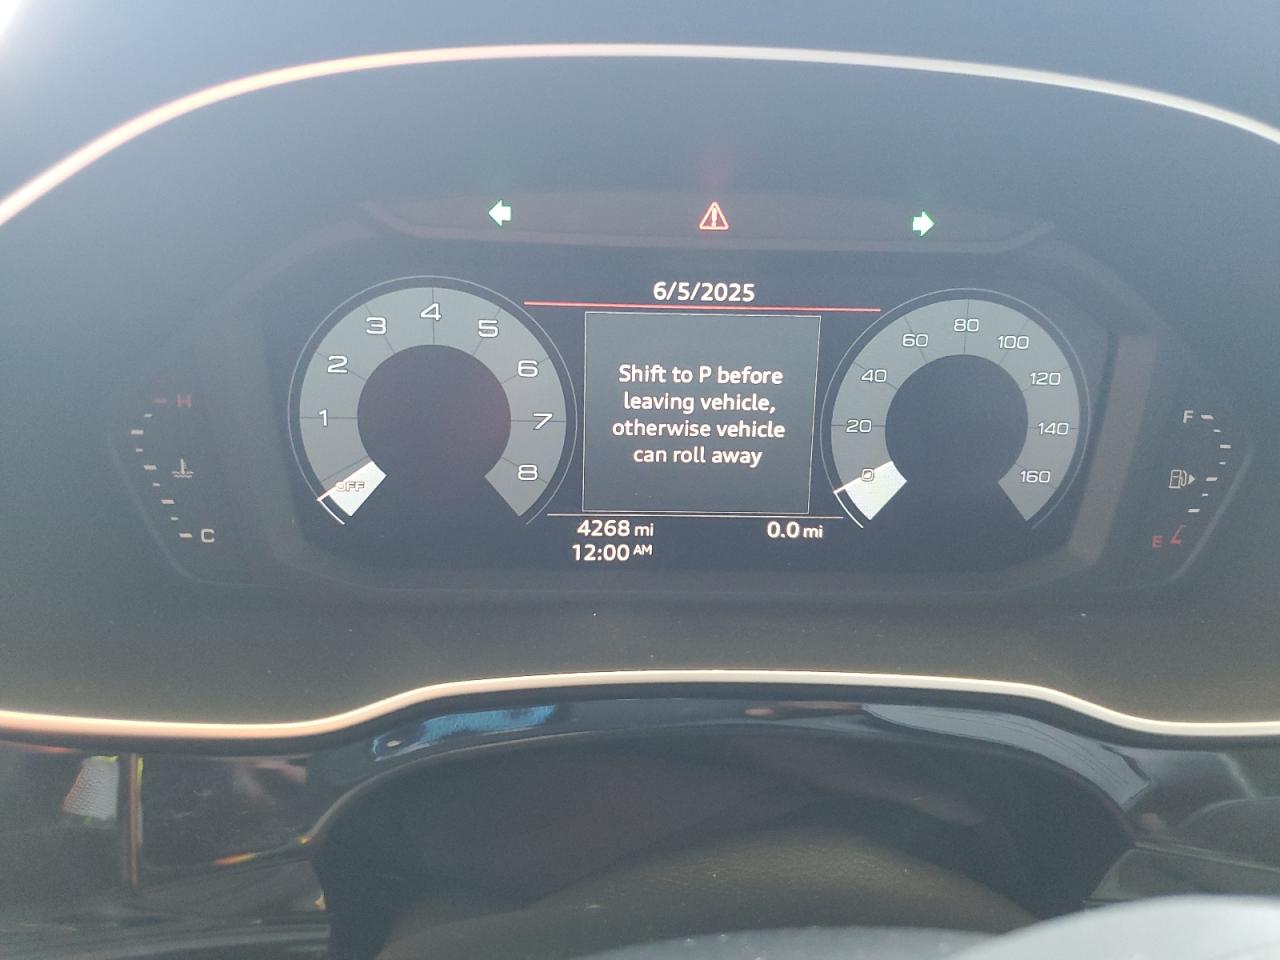 6/5/2025
1
2
3
4
5
6
7
8
OFF
Shift to P before
leaving vehicle,
otherwise vehicle
can roll away
0
20
40
60
80
100
120
140
160
H
C
F
E
4268 mi
0.0 mi
12:00 AM